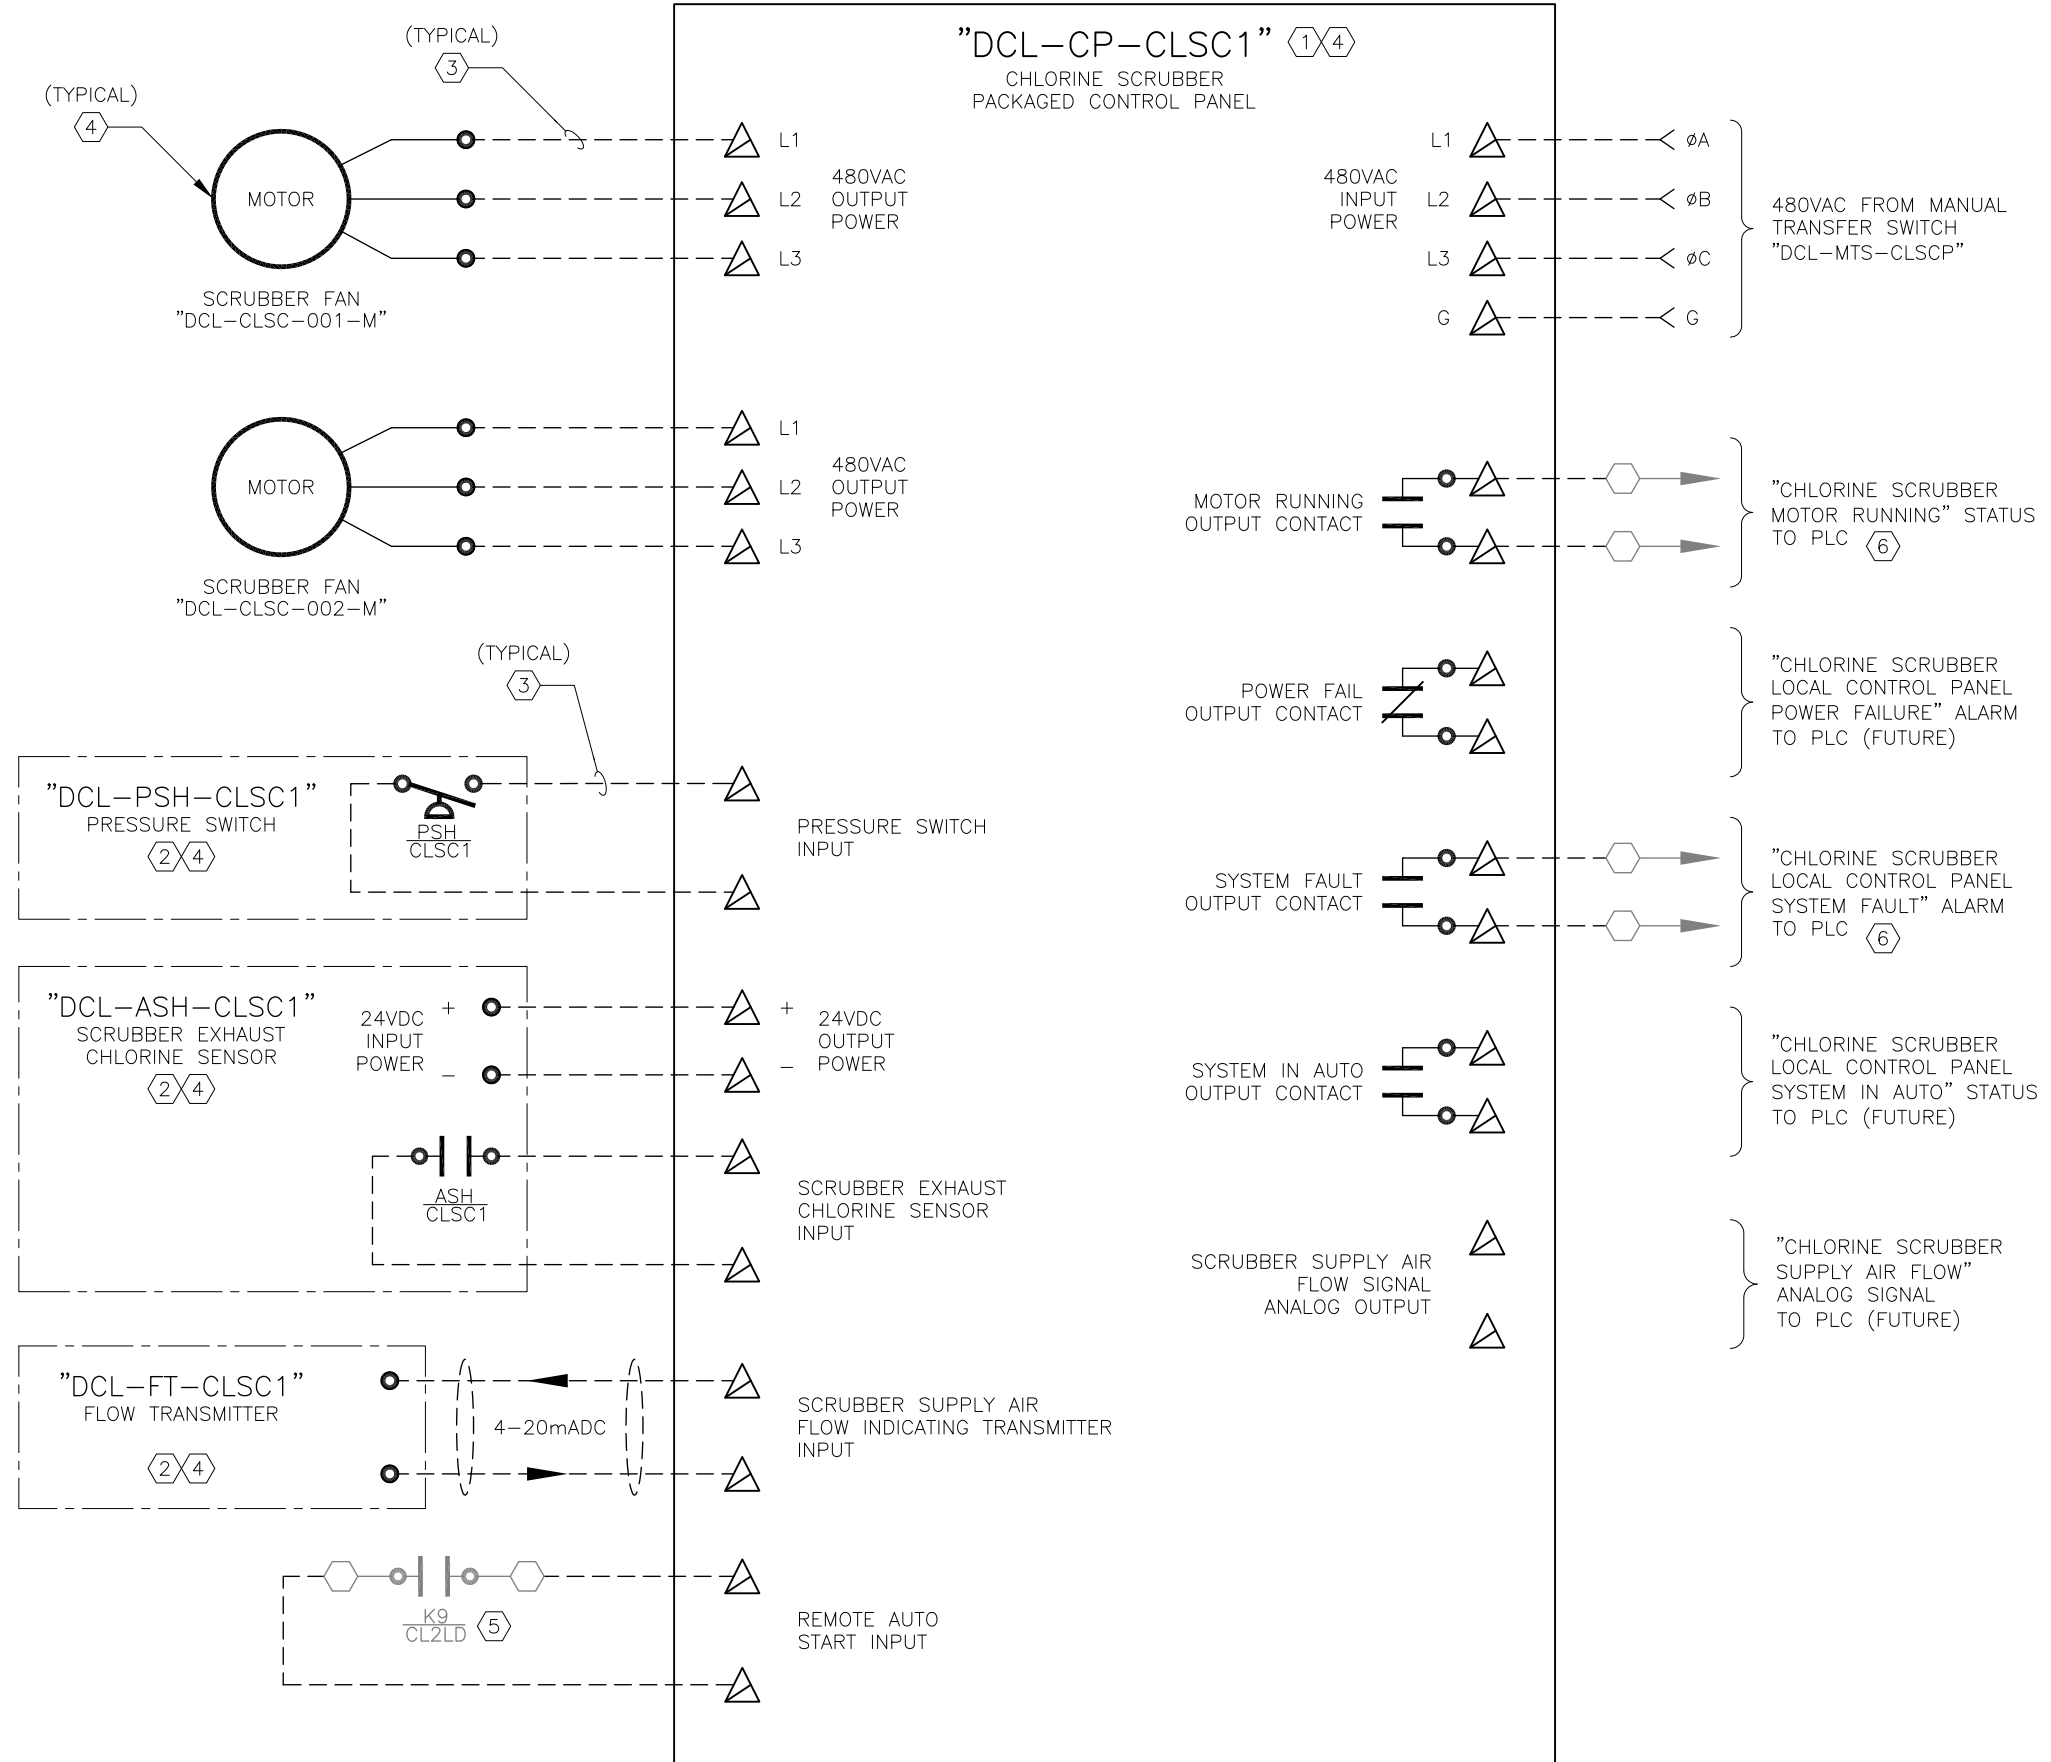 "DCL-CP-CLSC1" 1 4
CHLORINE SCRUBBER
PACKAGED CONTROL PANEL
(TYPICAL)
3
(TYPICAL)
4
MOTOR
SCRUBBER FAN
"DCL-CLSC-001-M"
L1
L2
L3
480VAC
OUTPUT
POWER
MOTOR
SCRUBBER FAN
"DCL-CLSC-002-M"
L1
L2
L3
480VAC
OUTPUT
POWER
(TYPICAL)
3
"DCL-PSH-CLSC1"
PRESSURE SWITCH
2 4
PSH
CLSC1
PRESSURE SWITCH
INPUT
"DCL-ASH-CLSC1"
SCRUBBER EXHAUST
CHLORINE SENSOR
2 4
24VDC
INPUT
POWER
+
-
+
-
24VDC
OUTPUT
POWER
ASH
CLSC1
SCRUBBER EXHAUST
CHLORINE SENSOR
INPUT
"DCL-FT-CLSC1"
FLOW TRANSMITTER
2 4
4-20mADC
SCRUBBER SUPPLY AIR
FLOW INDICATING TRANSMITTER
INPUT
K9
CL2LD 5
REMOTE AUTO
START INPUT
480VAC
INPUT
POWER
L1
L2
L3
G
øA
øB
øC
G
480VAC FROM MANUAL
TRANSFER SWITCH
"DCL-MTS-CLSCP"
MOTOR RUNNING
OUTPUT CONTACT
"CHLORINE SCRUBBER
MOTOR RUNNING" STATUS
TO PLC 6
POWER FAIL
OUTPUT CONTACT
"CHLORINE SCRUBBER
LOCAL CONTROL PANEL
POWER FAILURE" ALARM
TO PLC (FUTURE)
SYSTEM FAULT
OUTPUT CONTACT
"CHLORINE SCRUBBER
LOCAL CONTROL PANEL
SYSTEM FAULT" ALARM
TO PLC 6
SYSTEM IN AUTO
OUTPUT CONTACT
"CHLORINE SCRUBBER
LOCAL CONTROL PANEL
SYSTEM IN AUTO" STATUS
TO PLC (FUTURE)
SCRUBBER SUPPLY AIR
FLOW SIGNAL
ANALOG OUTPUT
"CHLORINE SCRUBBER
SUPPLY AIR FLOW"
ANALOG SIGNAL
TO PLC (FUTURE)